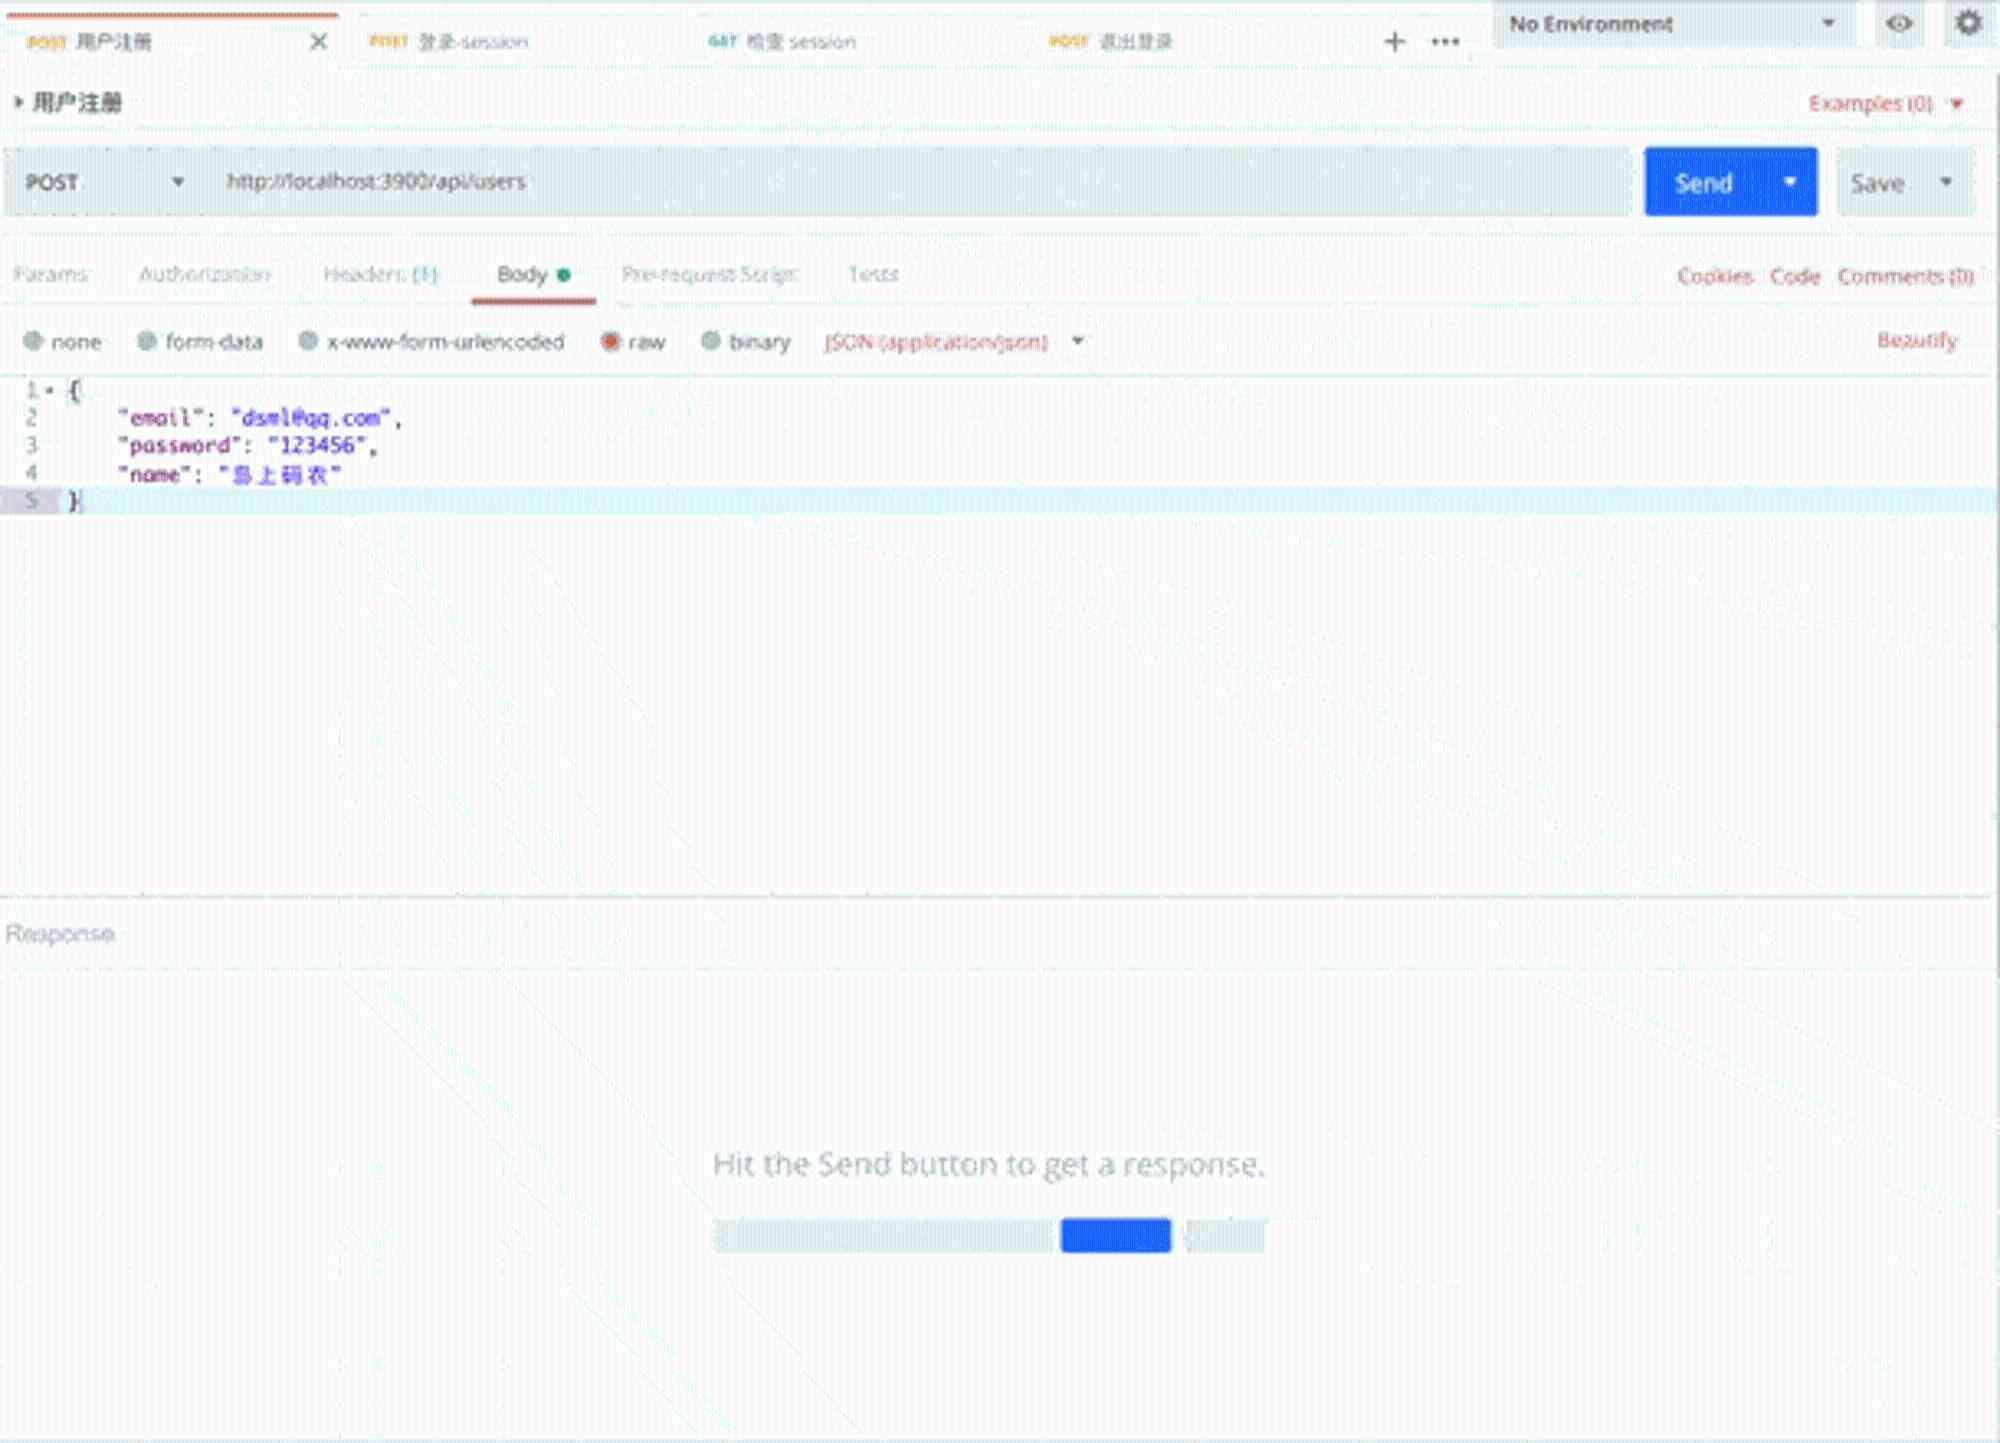 POST 用户注册 POST 登录-session GET 检查 session POST 退出登录 No Environment
用户注册 Examples (0)
POST http://localhost:3900/api/users Send Save
Params Authorization Headers (1) Body Pre-request Script Tests Cookies Code Comments (0)
none form-data x-www-form-urlencoded raw binary JSON (application/json) Beautify
1 {
2 "email": "dsml@qq.com",
3 "password": "123456",
4 "name": "岛上码农"
5 }
Response
Hit the Send button to get a response.